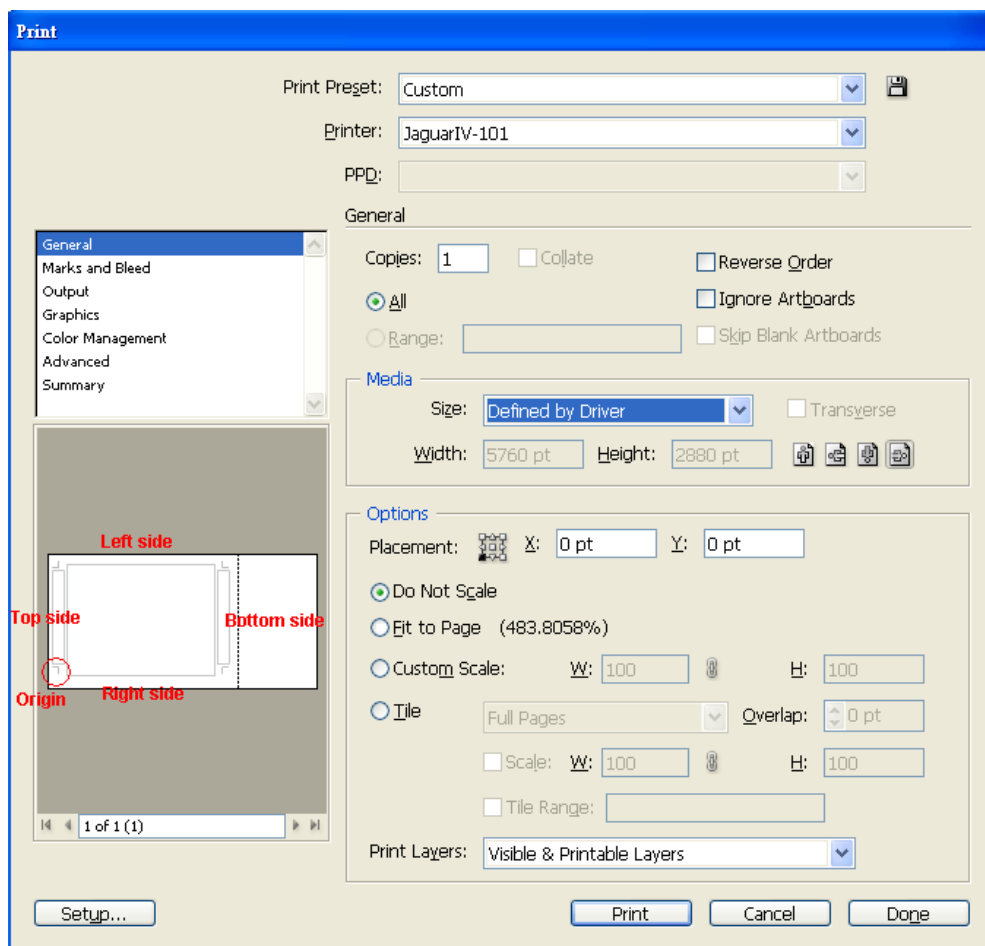 Print
Print Preset: Custom
Printer: JaguarIV-101
PPD:
General
Marks and Bleed
Output
Graphics
Color Management
Advanced
Summary
General
Copies: 1 Collate Reverse Order
All Ignore Artboards
Range: Skip Blank Artboards
Media
Size: Defined by Driver Transverse
Width: 5760 pt Height: 2880 pt
Left side
Top side
Bottom side
Origin
Right side
1 of 1 (1)
Options
Placement: X: 0 pt Y: 0 pt
Do Not Scale
Fit to Page (483.8058%)
Custom Scale: W: 100 H: 100
Tile Full Pages Overlap: 0 pt
Scale: W: 100 H: 100
Tile Range:
Print Layers: Visible & Printable Layers
Setup... Print Cancel Done